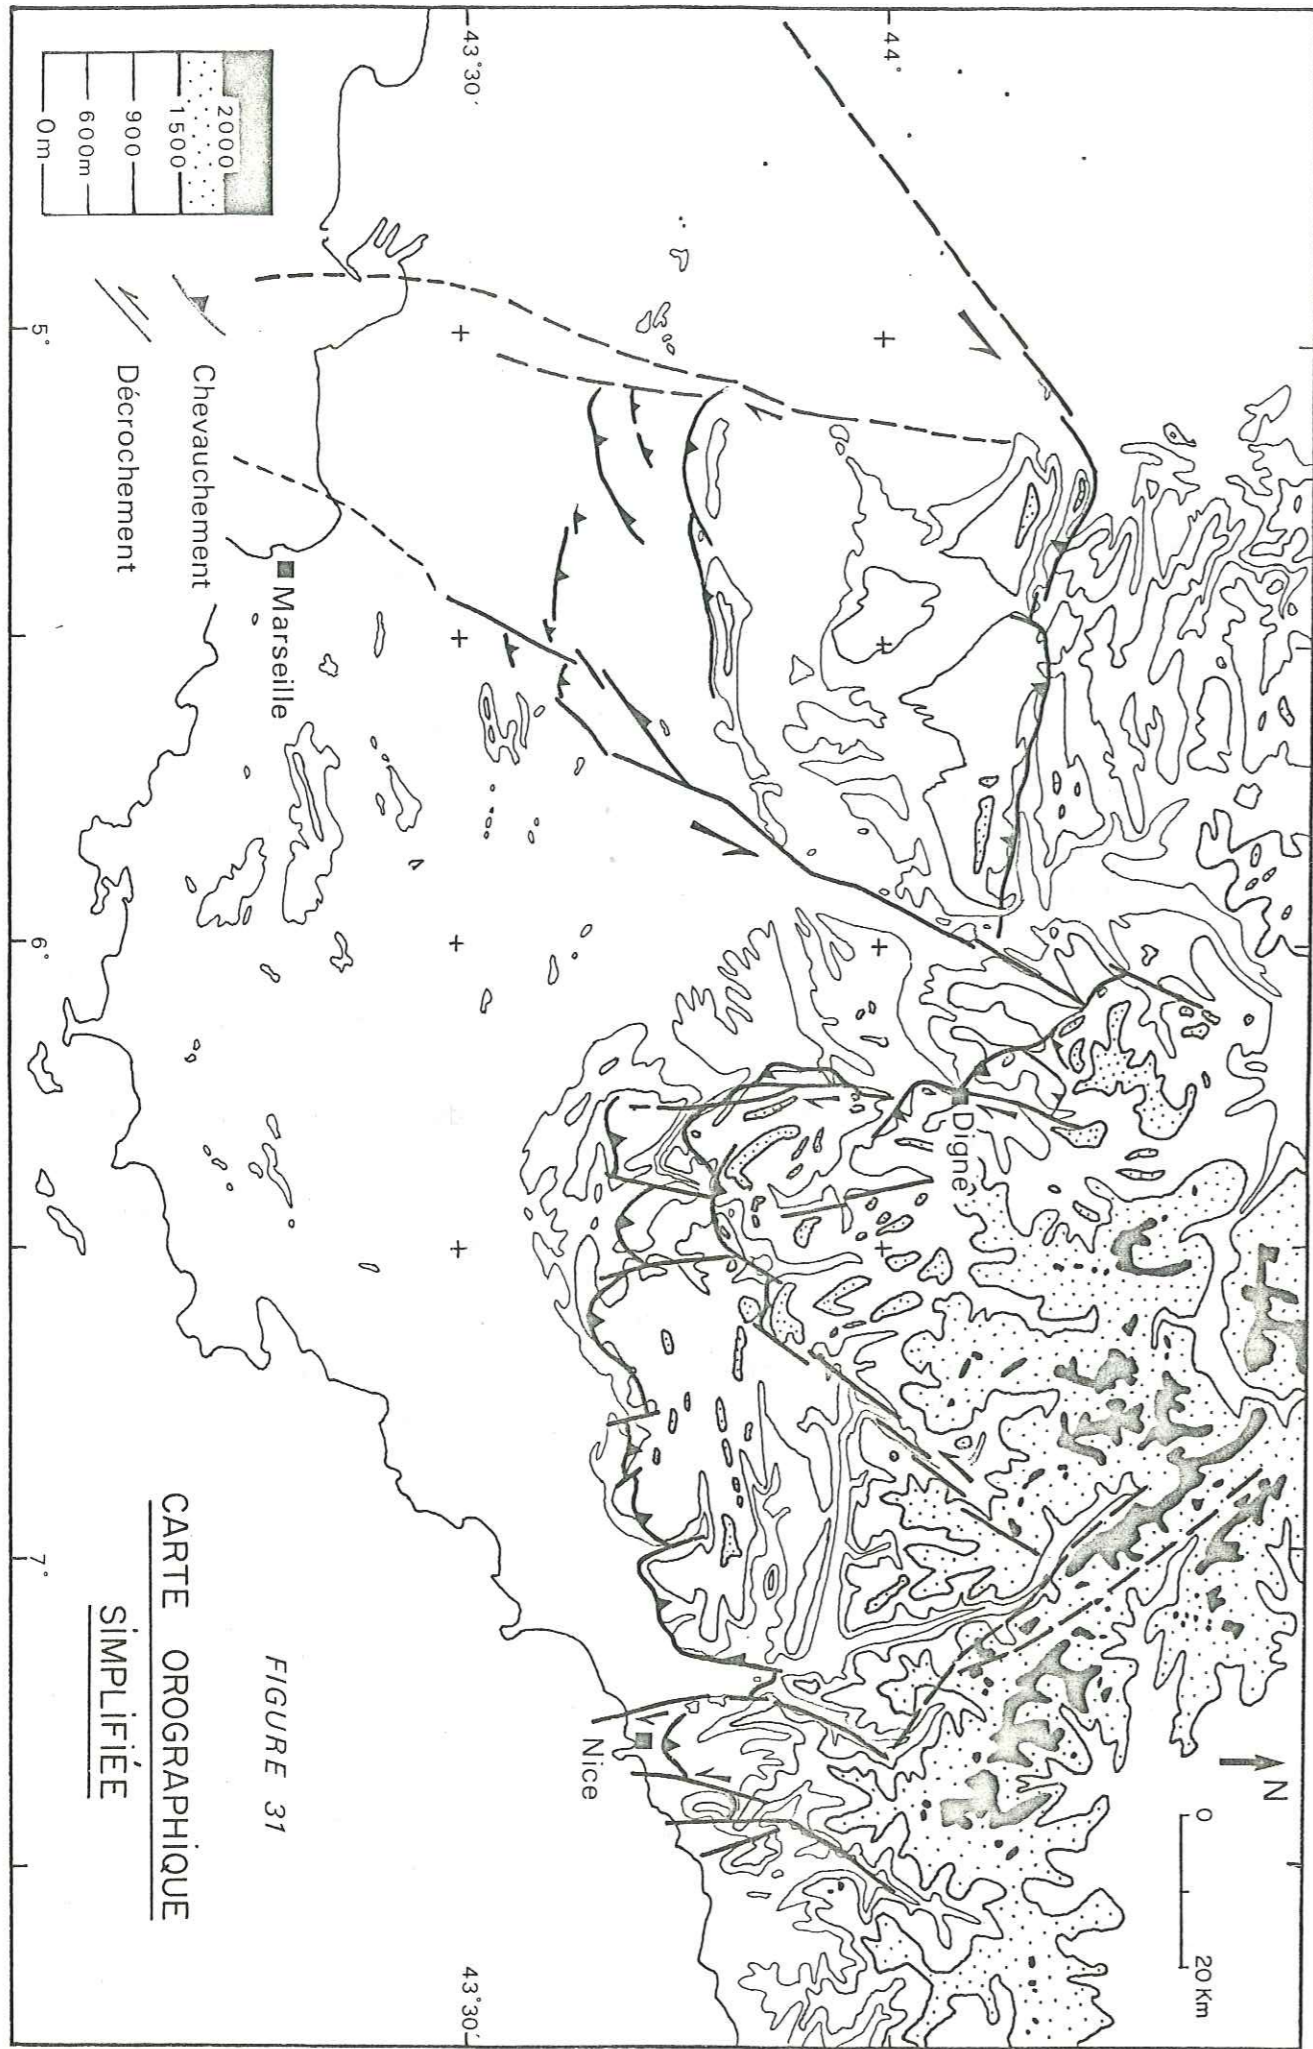 43°30'
44°
2000
1500
900
600m
0m
5°
6°
7°
Chevauchement
Décrochement
Marseille
Digne
Nice
N
0
20 Km
43°30'
FIGURE 31
CARTE OROGRAPHiQUE
SiMPLiFiÉE